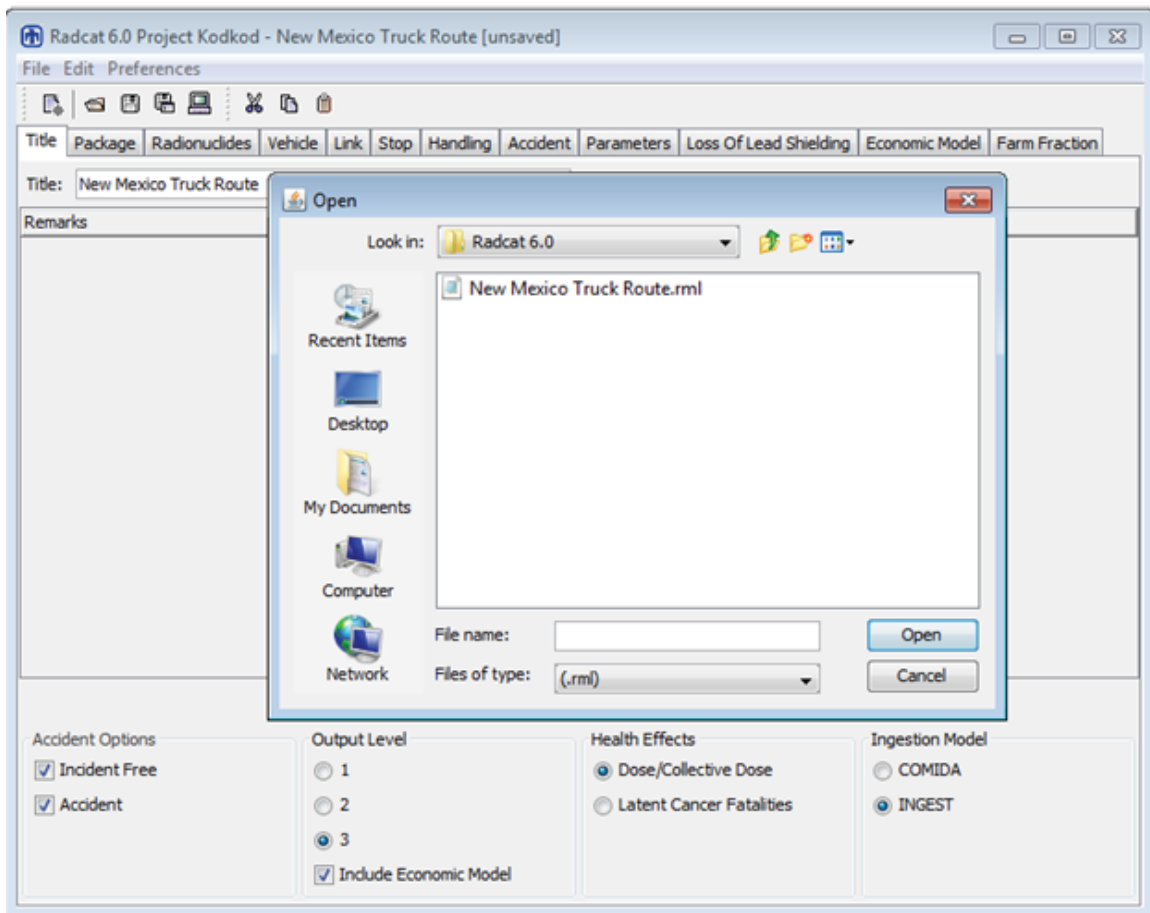 Radcat 6.0 Project Kodkod - New Mexico Truck Route [unsaved]
File Edit Preferences
Title Package Radionuclides Vehicle Link Stop Handling Accident Parameters Loss Of Lead Shielding Economic Model Farm Fraction
Title: New Mexico Truck Route
Remarks
Open
Look in: Radcat 6.0
New Mexico Truck Route.rml
Recent Items
Desktop
My Documents
Computer
Network
File name: Open
Files of type: (.rml) Cancel
Accident Options Output Level Health Effects Ingestion Model
Incident Free 1 Dose/Collective Dose COMIDA
Accident 2 Latent Cancer Fatalities INGEST
3
Include Economic Model